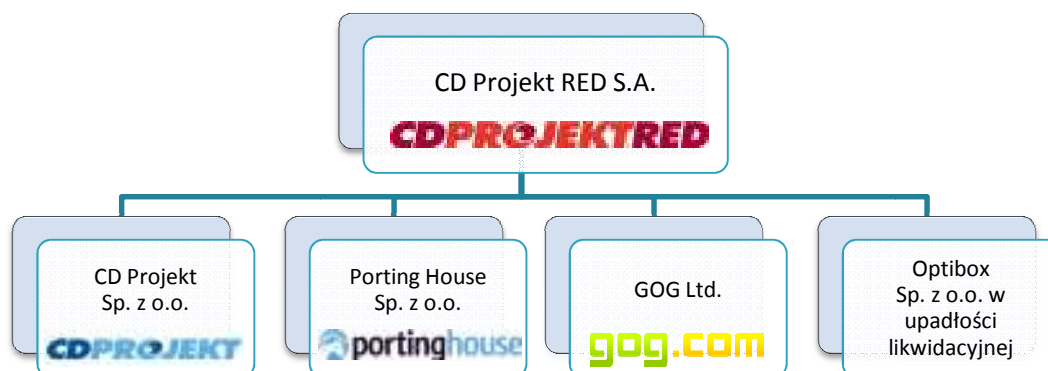 CD Projekt RED S.A.
CDPROJEKTRED
CD Projekt
Sp. z o.o.
CDPROJEKT
Porting House
Sp. z o.o.
portinghouse
GOG Ltd.
gog.com
Optibox
Sp. z o.o. w
upadłości
likwidacyjnej